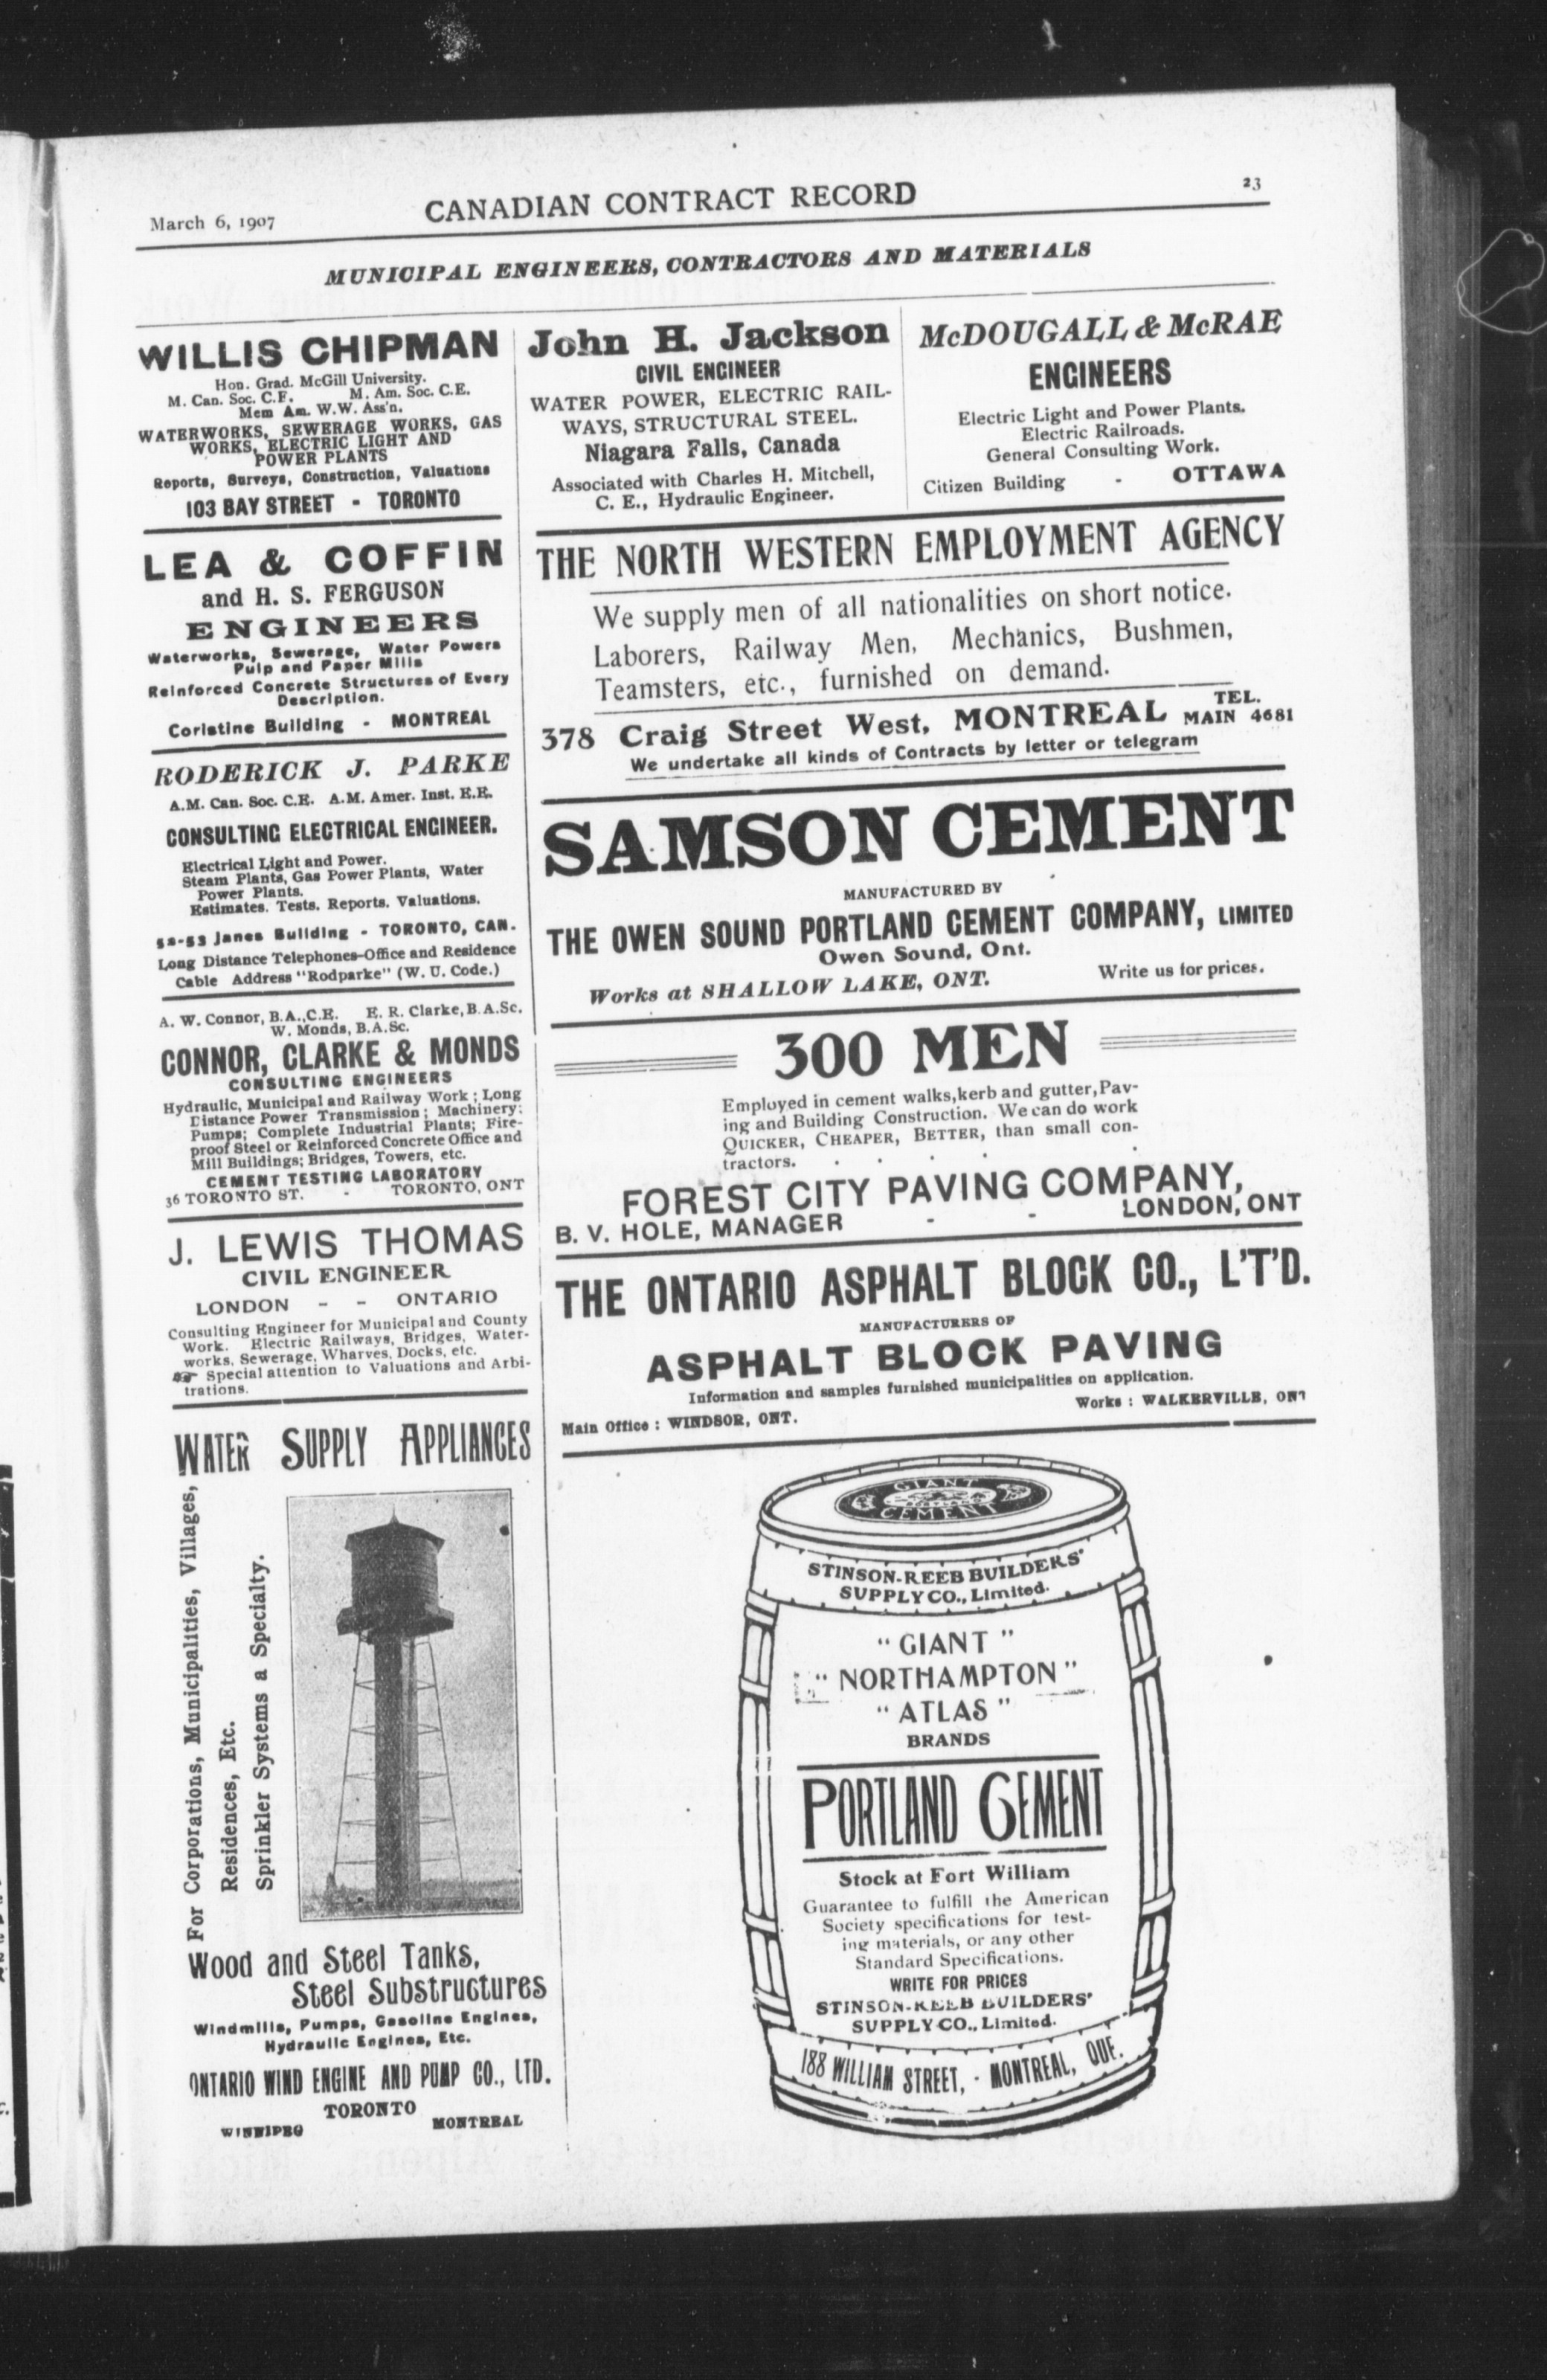 March 6, 1907
CANADIAN CONTRACT RECORD
23
MUNICIPAL ENGINEERS, CONTRACTORS AND MATERIALS
WILLIS CHIPMAN
Hon. Grad. McGill University.
M. Can. Soc. C.E. M. Am. Soc. C.E.
Mem Am. W.W. Ass'n.
WATERWORKS, SEWERAGE WORKS, GAS
WORKS, ELECTRIC LIGHT AND
POWER PLANTS
Reports, Surveys, Construction, Valuations
103 BAY STREET - TORONTO
LEA & COFFIN
and H. S. FERGUSON
ENGINEERS
Waterworks, Sewerage, Water Powers
Pulp and Paper Mills
Reinforced Concrete Structures of Every
Description.
Coristine Building - MONTREAL
RODERICK J. PARKE
A.M. Can. Soc. C.E. A.M. Amer. Inst. E.E.
CONSULTING ELECTRICAL ENGINEER.
Electrical Light and Power.
Steam Plants, Gas Power Plants, Water
Power Plants.
Estimates. Tests. Reports. Valuations.
52-53 Janes Building - TORONTO, CAN.
Long Distance Telephones-Office and Residence
Cable Address "Rodparke" (W. U. Code.)
A. W. Connor, B.A.,C.E. E. R. Clarke, B.A.Sc.
W. Monds, B.A.Sc.
CONNOR, CLARKE & MONDS
CONSULTING ENGINEERS
Hydraulic, Municipal and Railway Work; Long
Distance Power Transmission; Machinery;
Pumps; Complete Industrial Plants; Fire-
proof Steel or Reinforced Concrete Office and
Mill Buildings; Bridges, Towers, etc.
CEMENT TESTING LABORATORY
36 TORONTO ST. - TORONTO, ONT
J. LEWIS THOMAS
CIVIL ENGINEER
LONDON - - ONTARIO
Consulting Engineer for Municipal and County
Work. Electric Railways, Bridges, Water-
works, Sewerage, Wharves, Docks, etc.
☞ Special attention to Valuations and Arbi-
trations.
WATER SUPPLY APPLIANCES
For Corporations, Municipalities, Villages,
Residences, Etc.
Sprinkler Systems a Specialty.
Wood and Steel Tanks,
Steel Substructures
Windmills, Pumps, Gasoline Engines,
Hydraulic Engines, Etc.
ONTARIO WIND ENGINE AND PUMP CO., LTD.
TORONTO
WINNIPEG MONTREAL
John H. Jackson
CIVIL ENGINEER
WATER POWER, ELECTRIC RAIL-
WAYS, STRUCTURAL STEEL.
Niagara Falls, Canada
Associated with Charles H. Mitchell,
C. E., Hydraulic Engineer.
McDOUGALL & McRAE
ENGINEERS
Electric Light and Power Plants.
Electric Railroads.
General Consulting Work.
Citizen Building - OTTAWA
THE NORTH WESTERN EMPLOYMENT AGENCY
We supply men of all nationalities on short notice.
Laborers, Railway Men, Mechanics, Bushmen,
Teamsters, etc., furnished on demand.
378 Craig Street West, MONTREAL TEL. MAIN 4681
We undertake all kinds of Contracts by letter or telegram
SAMSON CEMENT
MANUFACTURED BY
THE OWEN SOUND PORTLAND CEMENT COMPANY, LIMITED
Owen Sound, Ont.
Works at SHALLOW LAKE, ONT. Write us for prices.
300 MEN
Employed in cement walks, kerb and gutter, Pav-
ing and Building Construction. We can do work
QUICKER, CHEAPER, BETTER, than small con-
tractors.
FOREST CITY PAVING COMPANY,
B. V. HOLE, MANAGER - - LONDON, ONT
THE ONTARIO ASPHALT BLOCK CO., L'T'D.
MANUFACTURERS OF
ASPHALT BLOCK PAVING
Information and samples furnished municipalities on application.
Main Office : WINDSOR, ONT. Works : WALKERVILLE, ONT
GIANT
CEMENT
STINSON-REEB BUILDERS'
SUPPLY CO., Limited.
"GIANT"
"NORTHAMPTON"
"ATLAS"
BRANDS
PORTLAND CEMENT
Stock at Fort William
Guarantee to fulfill the American
Society specifications for test-
ing materials, or any other
Standard Specifications.
WRITE FOR PRICES
STINSON-REEB BUILDERS'
SUPPLY CO., Limited.
188 WILLIAM STREET, - MONTREAL, QUE.